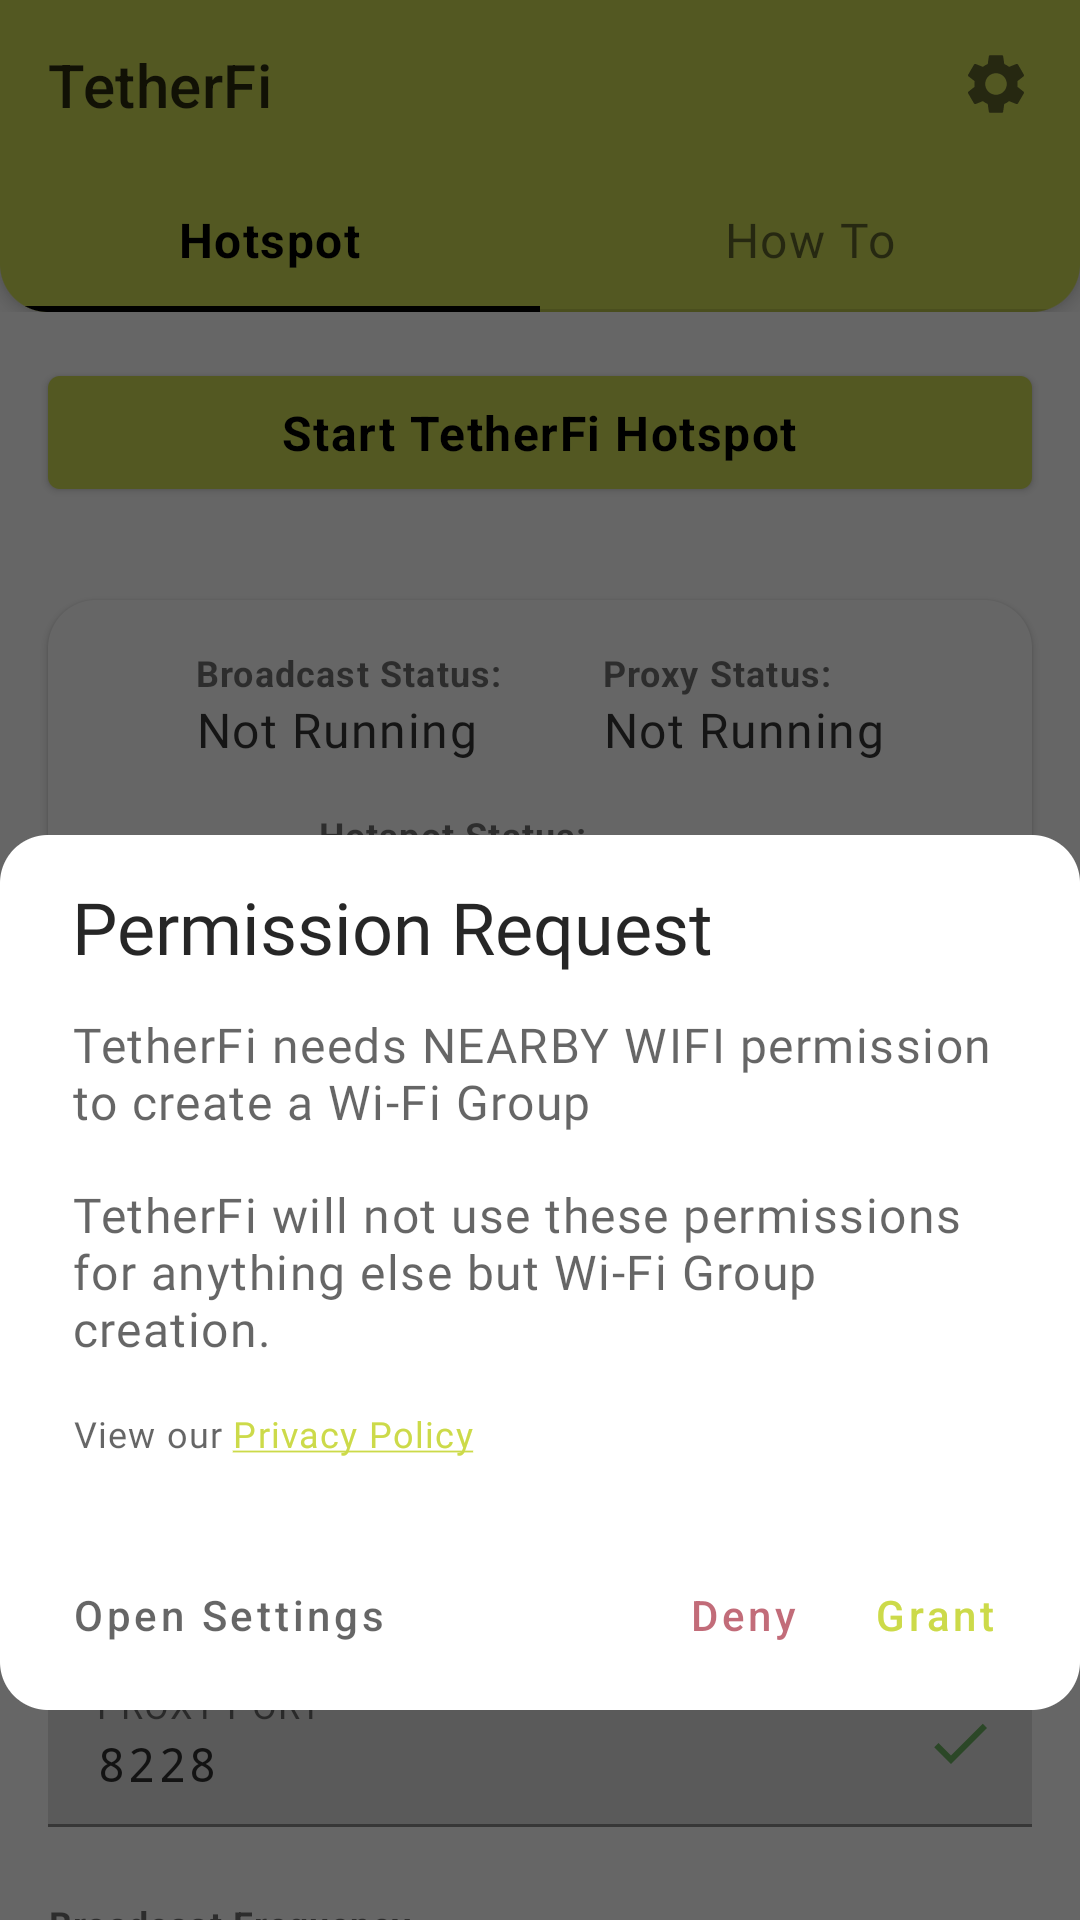 TetherFi
Hotspot
How To
Start TetherFi Hotspot
Broadcast Status:
Proxy Status:
Not Running
Not Running
Hotspot Status:
Permission Request
TetherFi needs NEARBY WIFI permission
to create a Wi-Fi Group
TetherFi will not use these permissions
for anything else but Wi-Fi Group
creation.
View our Privacy Policy
Open Settings
Deny
Grant
PROXY PORT
8228
Broadcast Frequency